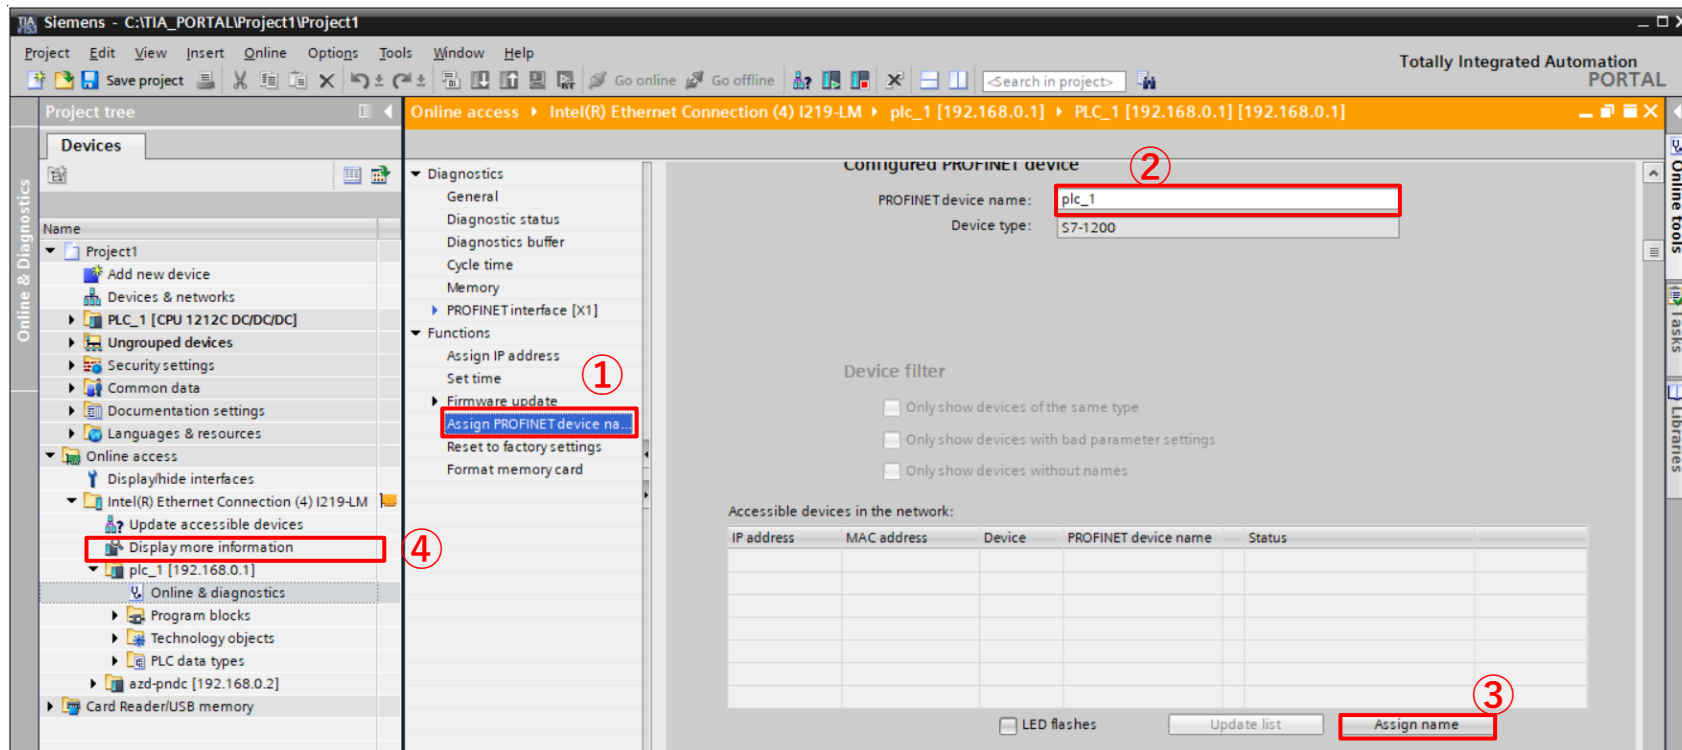 Siemens - C:\TIA_PORTAL\Project1\Project1
Project Edit View Insert Online Options Tools Window Help
Totally Integrated Automation
PORTAL
Save project Go online Go offline <Search in project>
Project tree
Online access Intel(R) Ethernet Connection (4) I219-LM plc_1 [192.168.0.1] PLC_1 [192.168.0.1] [192.168.0.1]
Devices
Online & Diagnostics
Name
Project1
Add new device
Devices & networks
PLC_1 [CPU 1212C DC/DC/DC]
Ungrouped devices
Security settings
Common data
Documentation settings
Languages & resources
Online access
Display/hide interfaces
Intel(R) Ethernet Connection (4) I219-LM
Update accessible devices
Display more information
④
plc_1 [192.168.0.1]
Online & diagnostics
Program blocks
Technology objects
PLC data types
azd-pndc [192.168.0.2]
Card Reader/USB memory
Diagnostics
General
Diagnostic status
Diagnostics buffer
Cycle time
Memory
PROFINET interface [X1]
Functions
Assign IP address
Set time
①
Firmware update
Assign PROFINET device na...
Reset to factory settings
Format memory card
Configured PROFINET device
②
PROFINET device name: plc_1
Device type: S7-1200
Device filter
Only show devices of the same type
Only show devices with bad parameter settings
Only show devices without names
Accessible devices in the network:
IP address MAC address Device PROFINET device name Status
③
LED flashes Update list Assign name
Online tools
Tasks
Libraries